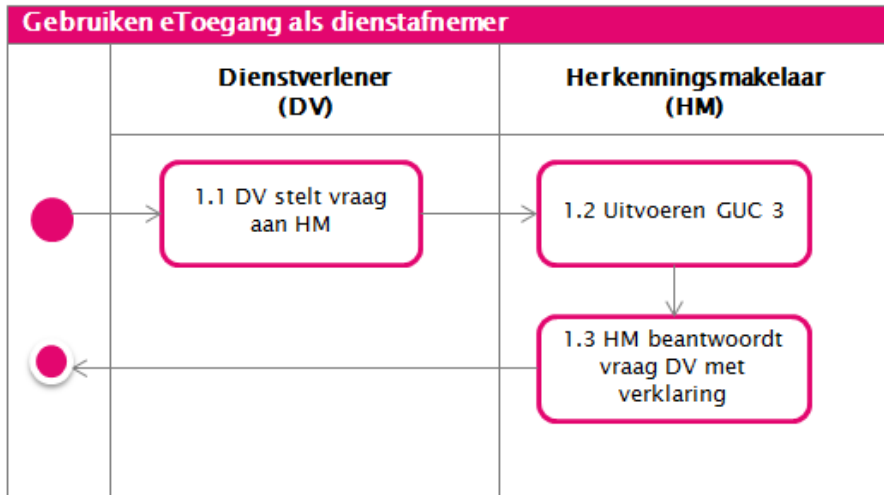 Gebruiken eToegang als dienstafnemer
Dienstverlener
(DV)
Herkenningsmakelaar
(HM)
1.1 DV stelt vraag
aan HM
1.2 Uitvoeren GUC 3
1.3 HM beantwoordt
vraag DV met
verklaring